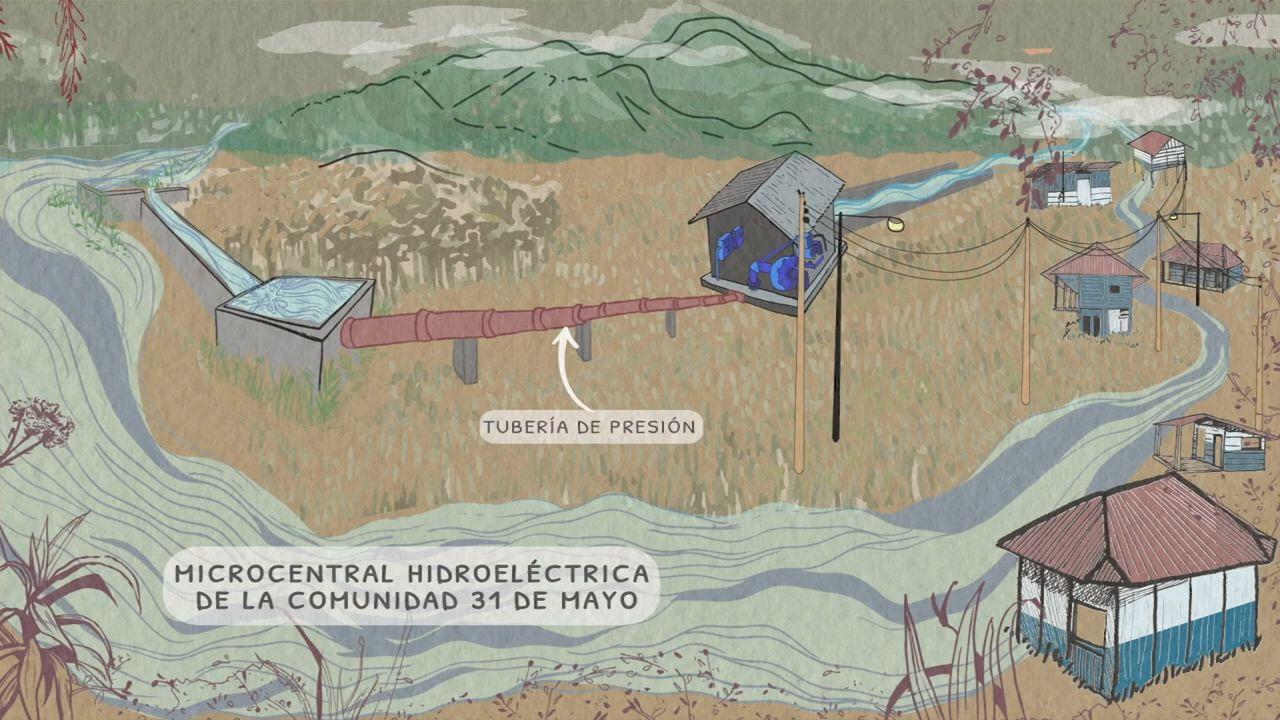 TUBERÍA DE PRESIÓN
MICROCENTRAL HIDROELÉCTRICA
DE LA COMUNIDAD 31 DE MAYO